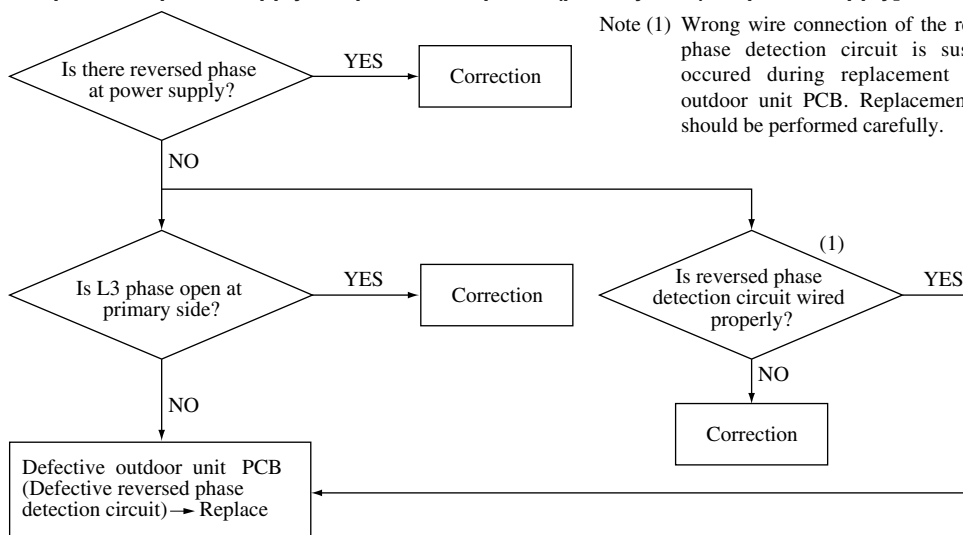 Note (1) Wrong wire connection of the
phase detection circuit is
occured during replacement
outdoor unit PCB. Replacement
should be performed carefully.
Is there reversed phase
at power supply?
YES
Correction
NO
Is L3 phase open at
primary side?
YES
Correction
(1)
Is reversed phase
detection circuit wired
properly?
YES
NO
Correction
NO
Defective outdoor unit PCB
(Defective reversed phase
detection circuit) → Replace